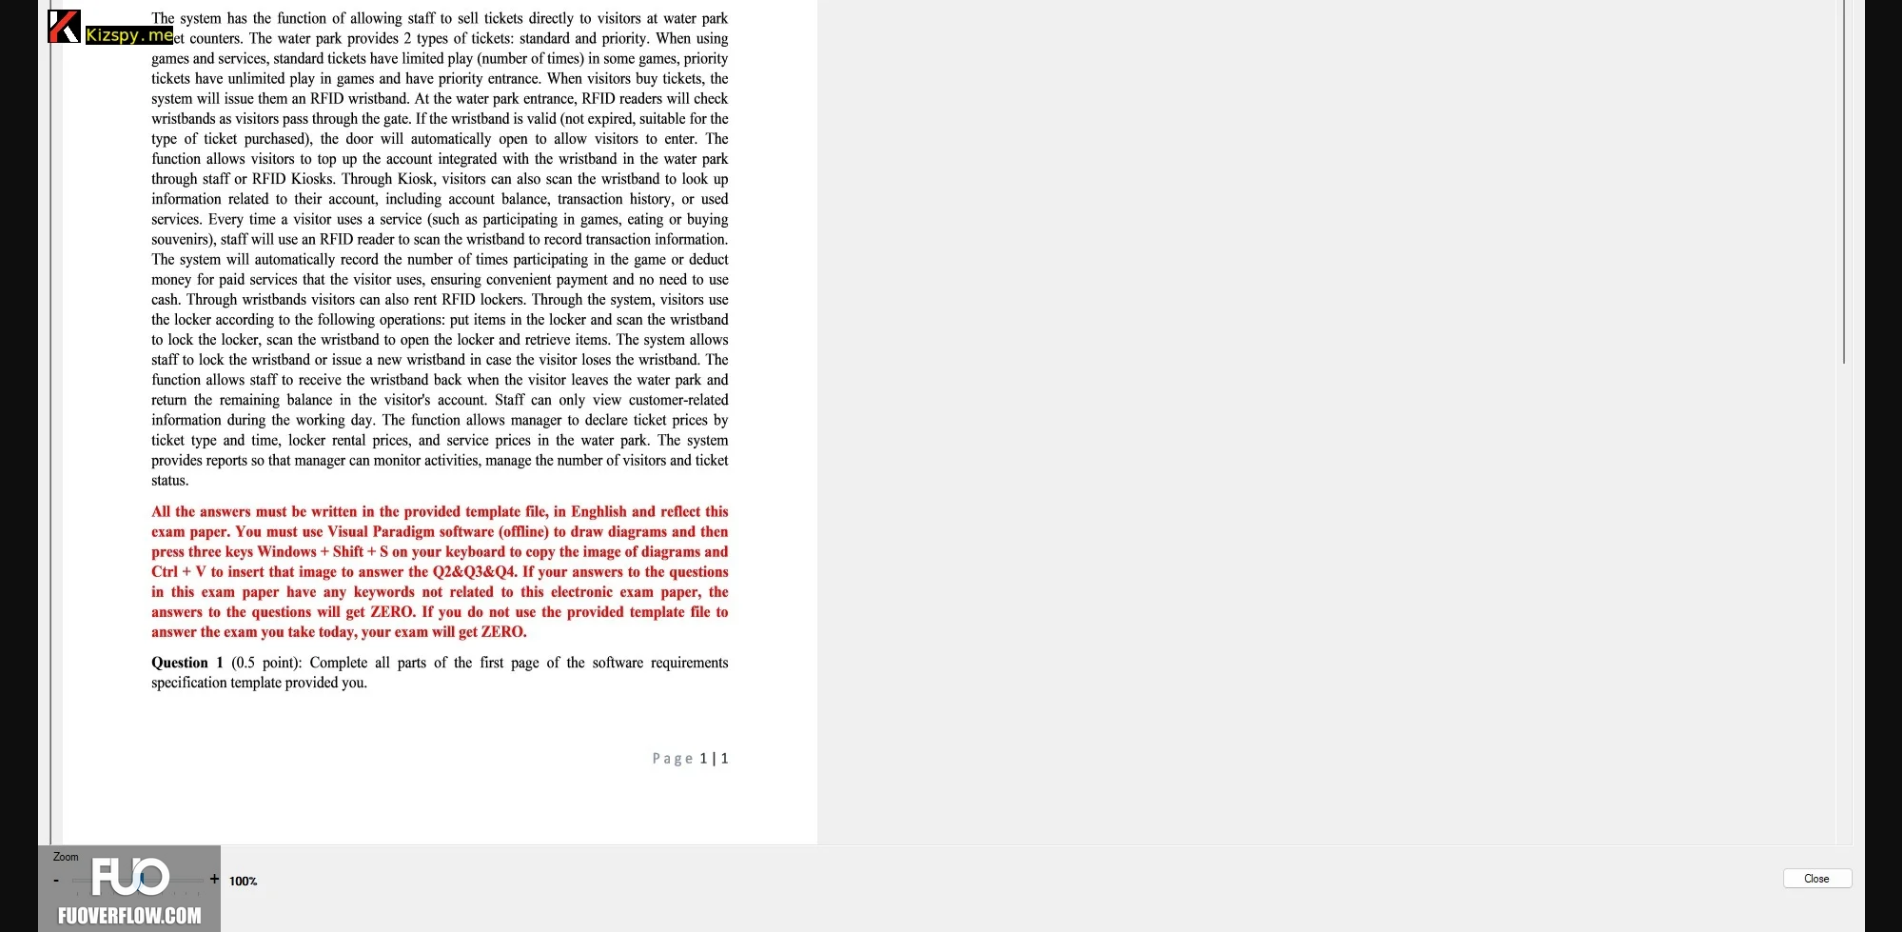 The system has the function of allowing staff to sell tickets directly to visitors at water park
Kizspy.me
et counters. The water park provides 2 types of tickets: standard and priority. When using
games and services, standard tickets have limited play (number of times) in some games, priority
tickets have unlimited play in games and have priority entrance. When visitors buy tickets, the
system will issue them an RFID wristband. At the water park entrance, RFID readers will check
wristbands as visitors pass through the gate. If the wristband is valid (not expired, suitable for the
type of ticket purchased), the door will automatically open to allow visitors to enter. The
function allows visitors to top up the account integrated with the wristband in the water park
through staff or RFID Kiosks. Through Kiosk, visitors can also scan the wristband to look up
information related to their account, including account balance, transaction history, or used
services. Every time a visitor uses a service (such as participating in games, eating or buying
souvenirs), staff will use an RFID reader to scan the wristband to record transaction information.
The system will automatically record the number of times participating in the game or deduct
money for paid services that the visitor uses, ensuring convenient payment and no need to use
cash. Through wristbands visitors can also rent RFID lockers. Through the system, visitors use
the locker according to the following operations: put items in the locker and scan the wristband
to lock the locker, scan the wristband to open the locker and retrieve items. The system allows
staff to lock the wristband or issue a new wristband in case the visitor loses the wristband. The
function allows staff to receive the wristband back when the visitor leaves the water park and
return the remaining balance in the visitor's account. Staff can only view customer-related
information during the working day. The function allows manager to declare ticket prices by
ticket type and time, locker rental prices, and service prices in the water park. The system
provides reports so that manager can monitor activities, manage the number of visitors and ticket
status.
All the answers must be written in the provided template file, in Enghlish and reflect this
exam paper. You must use Visual Paradigm software (offline) to draw diagrams and then
press three keys Windows + Shift + S on your keyboard to copy the image of diagrams and
Ctrl + V to insert that image to answer the Q2&Q3&Q4. If your answers to the questions
in this exam paper have any keywords not related to this electronic exam paper, the
answers to the questions will get ZERO. If you do not use the provided template file to
answer the exam you take today, your exam will get ZERO.
Question 1 (0.5 point): Complete all parts of the first page of the software requirements
specification template provided you.
Page 1|1
Zoom
- + 100%
FUO
FUOVERFLOW.COM
Close